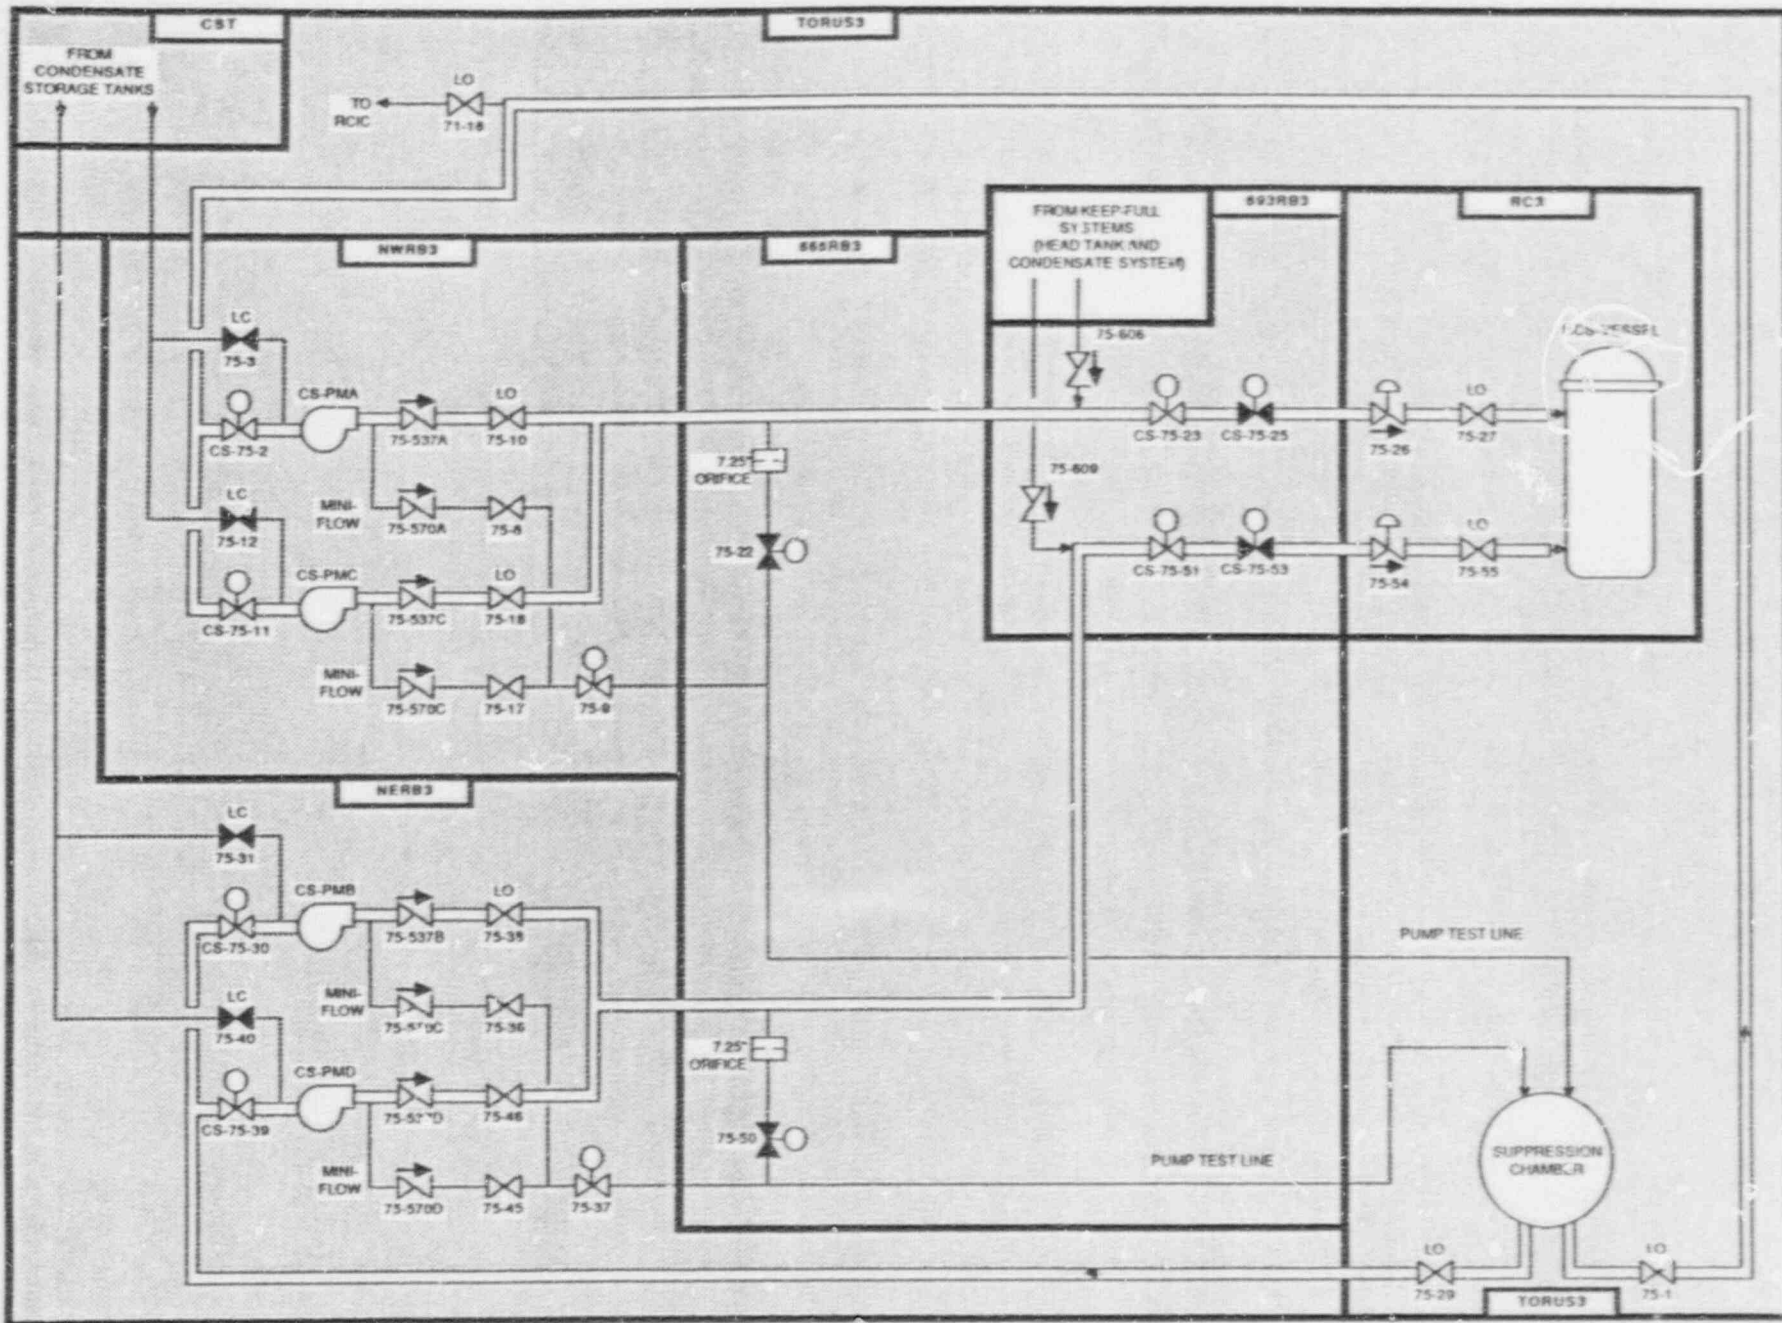 CST
TORUS3
FROM
CONDENSATE
STORAGE TANKS
LO
TO
RCIC
71-18
NWRB3
565RB3
FROM KEEP-FULL
SYSTEMS
(HEAD TANK AND
CONDENSATE SYSTEM)
593RB3
RC3
LC
75-3
75-606
CS-PMA
LO
CS-75-2
75-537A
75-10
7.25"
ORIFICE
CS-75-23
CS-75-25
75-26
LO
75-27
75-609
LC
75-12
MINI-
FLOW
75-570A
75-8
75-22
CS-75-51
CS-75-53
75-54
LO
75-55
CS-PMC
LO
CS-75-11
75-537C
75-18
MINI-
FLOW
75-570C
75-17
75-9
NERB3
LC
75-31
CS-PMB
LO
CS-75-30
75-537B
75-35
PUMP TEST LINE
MINI-
FLOW
75-36
LC
75-40
7.25"
ORIFICE
CS-PMD
CS-75-39
75-46
75-50
MINI-
FLOW
75-570D
75-45
75-37
PUMP TEST LINE
SUPPRESSION
CHAMBER
LO
75-29
LO
75-1
TORUS3